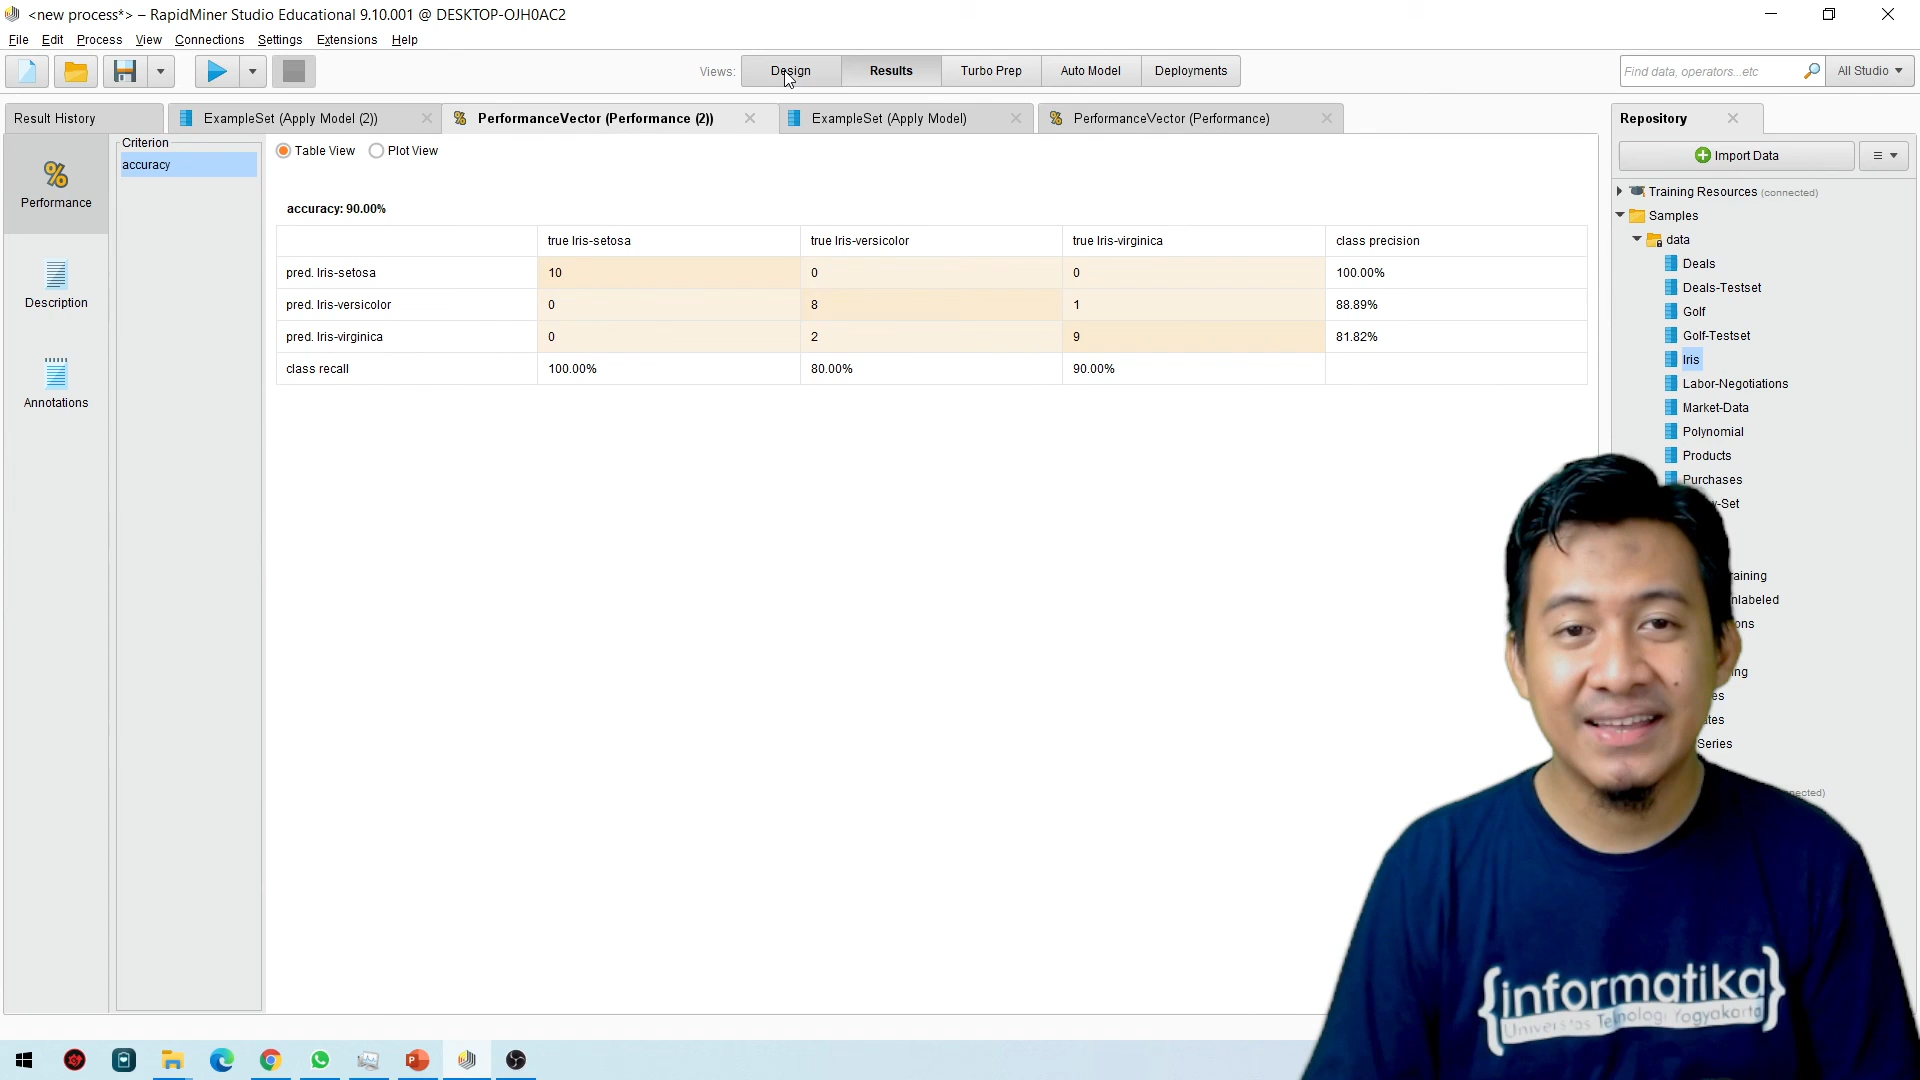 <new process*> – RapidMiner Studio Educational 9.10.001 @ DESKTOP-OJH0AC2
File Edit Process View Connections Settings Extensions Help
Views: Design Results Turbo Prep Auto Model Deployments
Find data, operators...etc
All Studio
Result History
ExampleSet (Apply Model (2))
PerformanceVector (Performance (2))
ExampleSet (Apply Model)
PerformanceVector (Performance)
Repository
Performance
Description
Annotations
Criterion
accuracy
Table View Plot View
accuracy: 90.00%
true Iris-setosa true Iris-versicolor true Iris-virginica class precision
pred. Iris-setosa 10 0 0 100.00%
pred. Iris-versicolor 0 8 1 88.89%
pred. Iris-virginica 0 2 9 81.82%
class recall 100.00% 80.00% 90.00%
Import Data
Training Resources (connected)
Samples
data
Deals
Deals-Testset
Golf
Golf-Testset
Iris
Labor-Negotiations
Market-Data
Polynomial
Products
Purchases
-Set
Series
{informatika}
Universitas Teknologi Yogyakarta